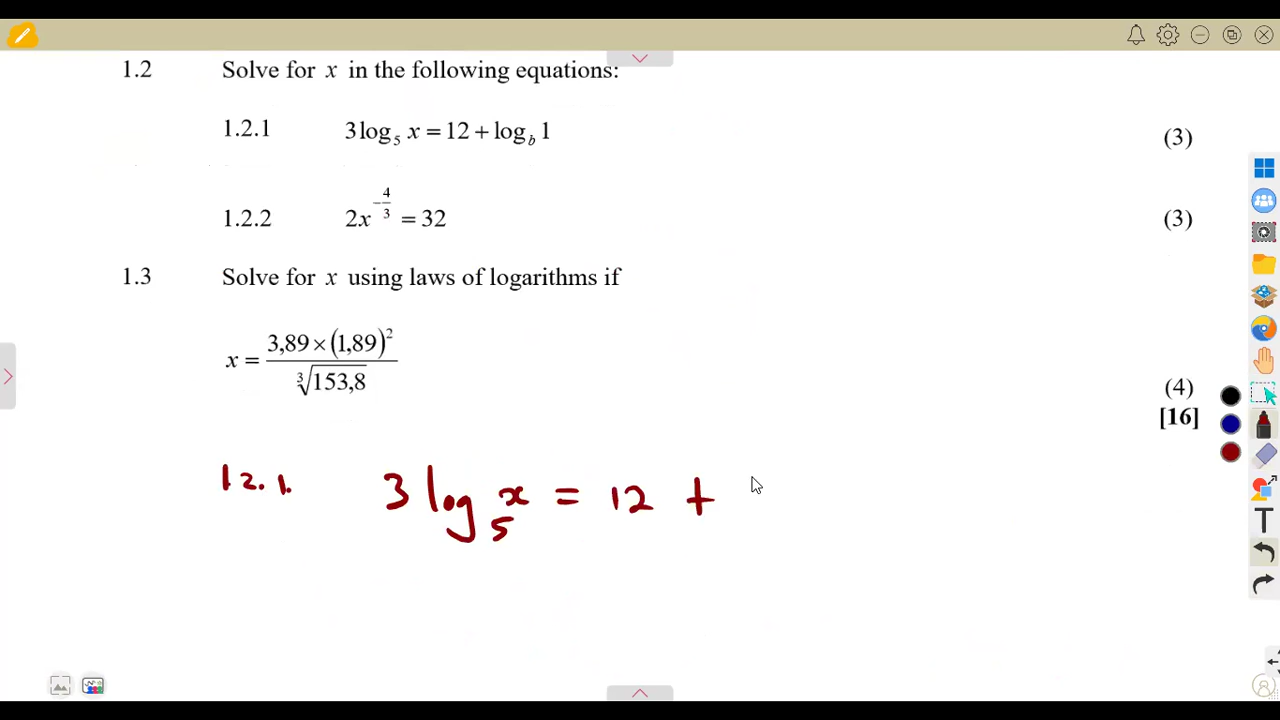 1.2 Solve for x in the following equations:
1.2.1 3log₅ x = 12 + log_b 1 (3)
1.2.2 2x^(-4/3) = 32 (3)
1.3 Solve for x using laws of logarithms if
x = (3,89 × (1,89)²) / ∛153,8
(4)
[16]
1.2.1. 3 log₅ x = 12 +
T